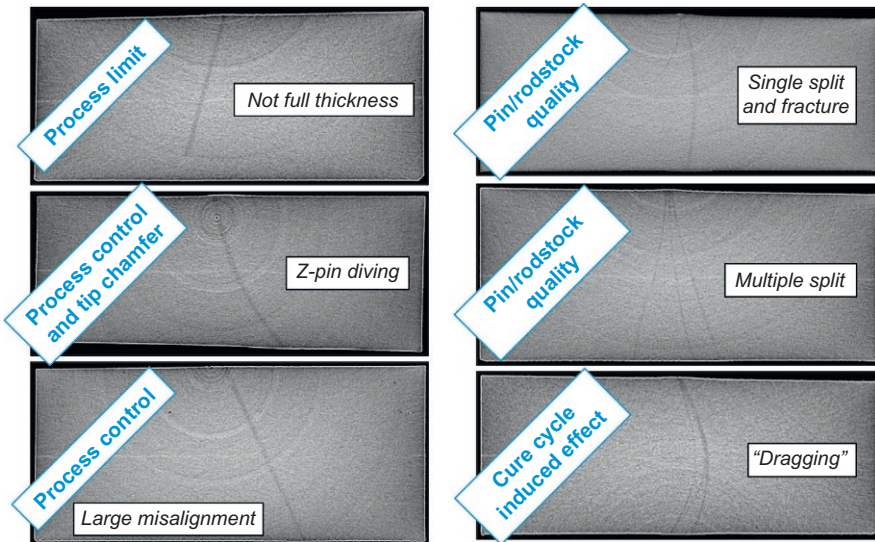 Process limit
Not full thickness
Process control
and tip chamfer
Z-pin diving
Process control
Large misalignment
Pin/rodstock
quality
Single split
and fracture
Pin/rodstock
quality
Multiple split
Cure cycle
induced effect
“Dragging”